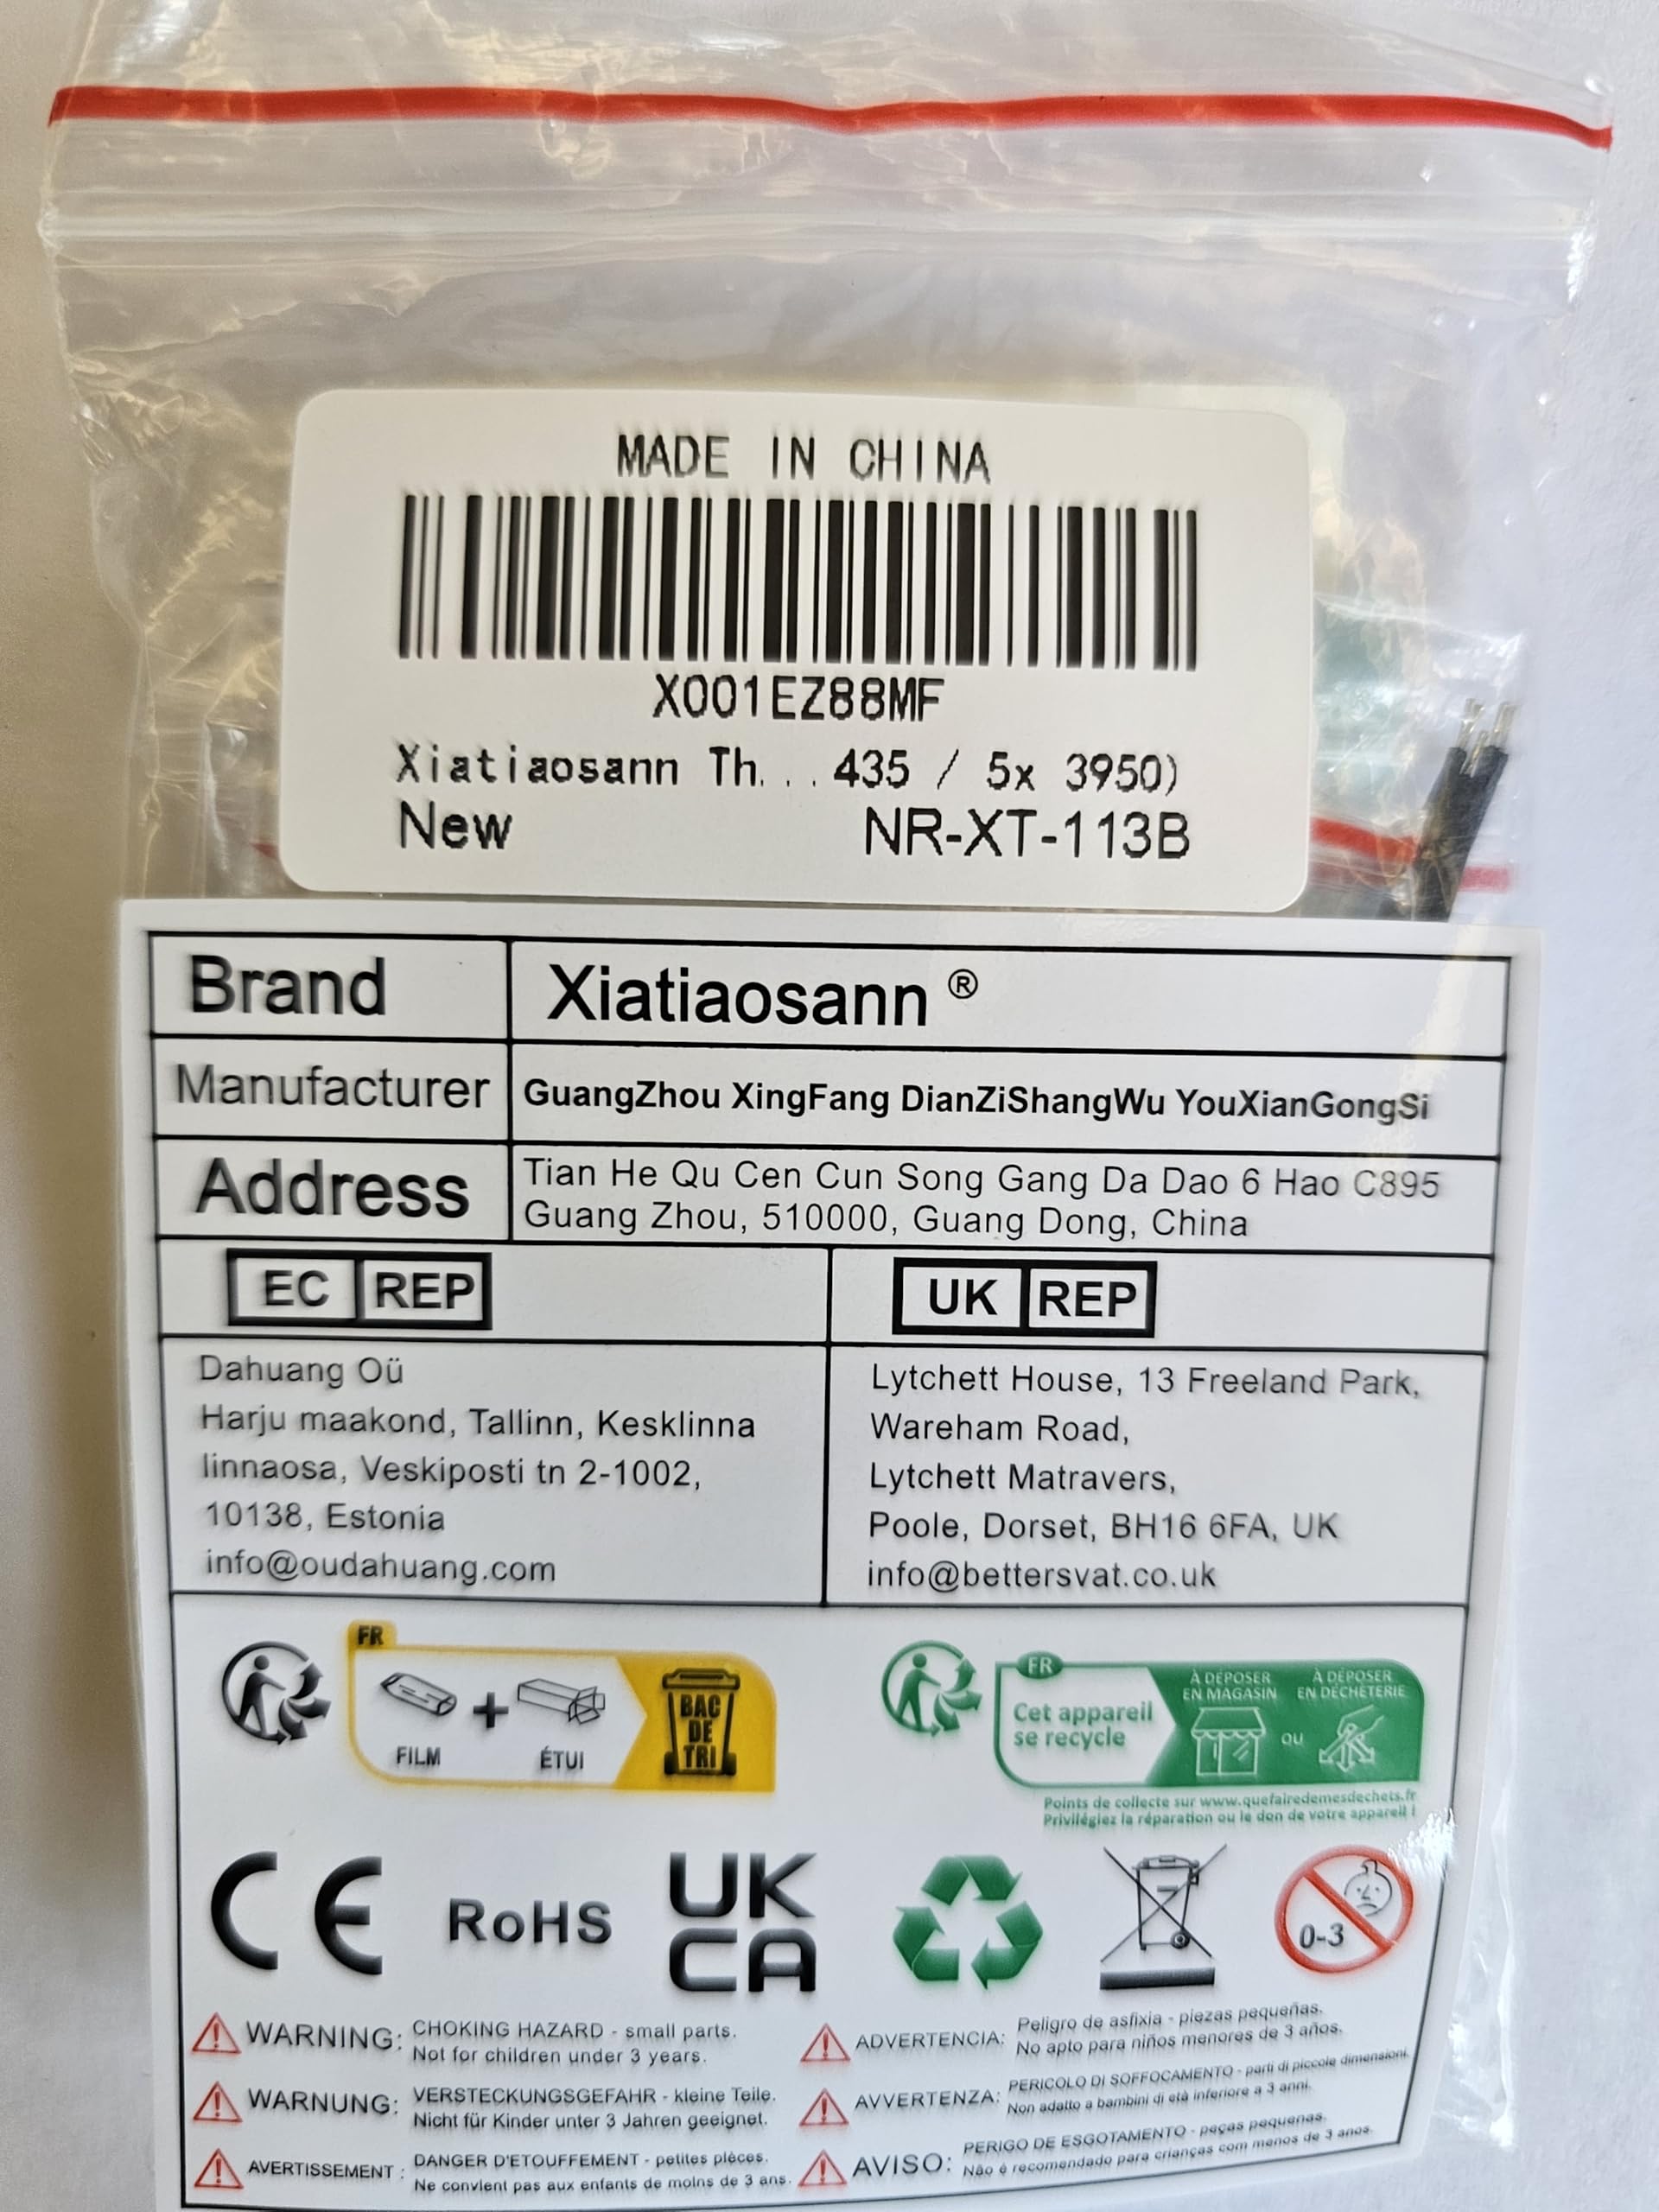 MADE IN CHINA
X001EZ88MF
Xiatiaosann Th...435 / 5x 3950)
New NR-XT-113B
Brand Xiatiaosann ®
Manufacturer GuangZhou XingFang DianZiShangWu YouXianGongSi
Address Tian He Qu Cen Cun Song Gang Da Dao 6 Hao C895
Guang Zhou, 510000, Guang Dong, China
EC REP
UK REP
Dahuang Oü
Harju maakond, Tallinn, Kesklinna
linnaosa, Veskiposti tn 2-1002,
10138, Estonia
info@oudahuang.com
Lytchett House, 13 Freeland Park,
Wareham Road,
Lytchett Matravers,
Poole, Dorset, BH16 6FA, UK
info@bettersvat.co.uk
FR
FILM + ÉTUI
BAC
DE
TRI
FR
Cet appareil
se recycle
À DÉPOSER
EN MAGASIN
OU
À DÉPOSER
EN DÉCHÈTERIE
Points de collecte sur www.quefairedemesdechets.fr
Privilégiez la réparation ou le don de votre appareil !
CE
RoHS
UK
CA
0-3
WARNING: CHOKING HAZARD - small parts.
Not for children under 3 years.
WARNUNG: VERSTECKUNGSGEFAHR - kleine Teile.
Nicht für Kinder unter 3 Jahren geeignet.
AVERTISSEMENT : DANGER D'ETOUFFEMENT - petites plèces.
Ne convient pas aux enfants de moins de 3 ans.
ADVERTENCIA: Peligro de asfixia - piezas pequeñas.
No apto para niños menores de 3 años.
AVVERTENZA: PERICOLO DI SOFFOCAMENTO - parti di piccole dimensioni.
Non adatto a bambini di età inferiore a 3 anni.
AVISO: PERIGO DE ESGOTAMENTO - peças pequenas.
Não é recomendado para crianças com menos de 3 anos.